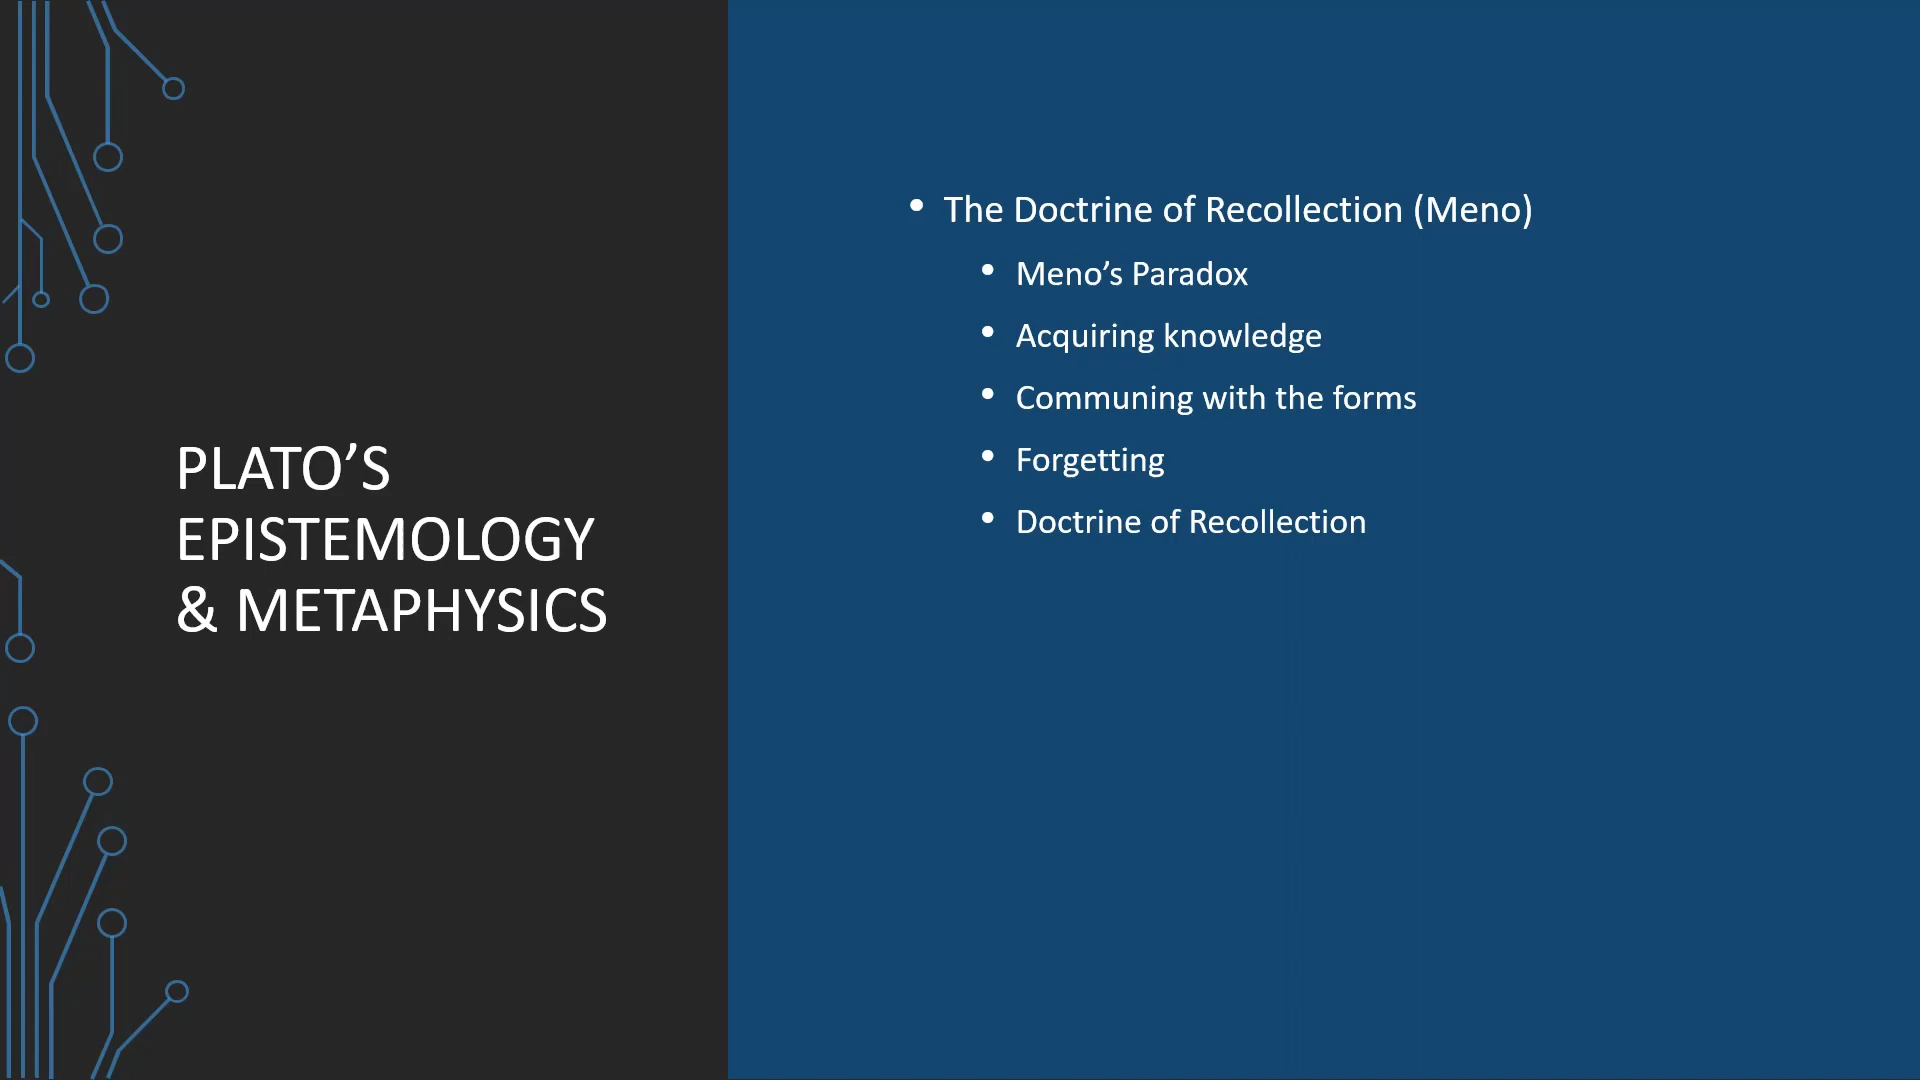 PLATO’S
EPISTEMOLOGY
& METAPHYSICS
• The Doctrine of Recollection (Meno)
• Meno’s Paradox
• Acquiring knowledge
• Communing with the forms
• Forgetting
• Doctrine of Recollection